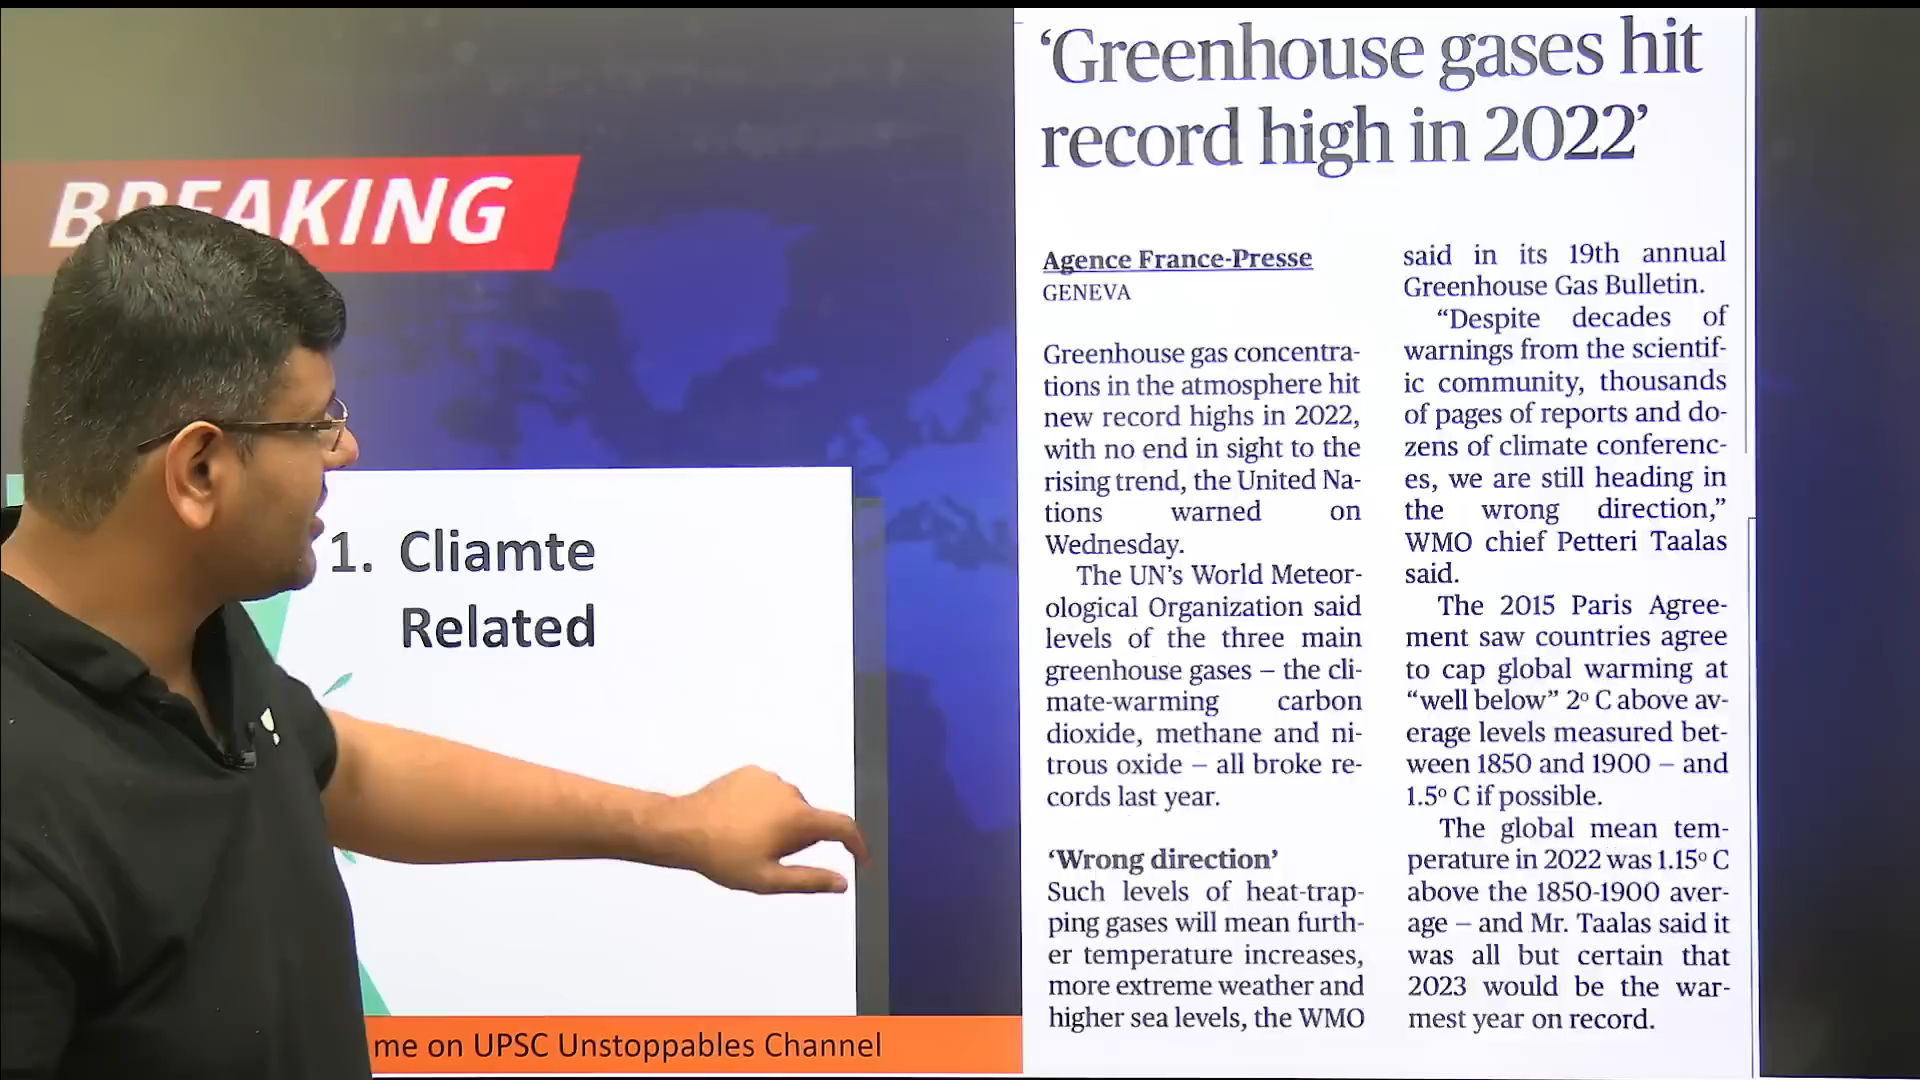 BREAKING
1. Cliamte
Related
me on UPSC Unstoppables Channel
‘Greenhouse gases hit
record high in 2022’
Agence France-Presse
GENEVA
Greenhouse gas concentra-
tions in the atmosphere hit
new record highs in 2022,
with no end in sight to the
rising trend, the United Na-
tions warned on
Wednesday.
The UN’s World Meteor-
ological Organization said
levels of the three main
greenhouse gases – the cli-
mate-warming carbon
dioxide, methane and ni-
trous oxide – all broke re-
cords last year.
‘Wrong direction’
Such levels of heat-trap-
ping gases will mean furth-
er temperature increases,
more extreme weather and
higher sea levels, the WMO
said in its 19th annual
Greenhouse Gas Bulletin.
“Despite decades of
warnings from the scientif-
ic community, thousands
of pages of reports and do-
zens of climate conferenc-
es, we are still heading in
the wrong direction,”
WMO chief Petteri Taalas
said.
The 2015 Paris Agree-
ment saw countries agree
to cap global warming at
“well below” 2º C above av-
erage levels measured bet-
ween 1850 and 1900 – and
1.5º C if possible.
The global mean tem-
perature in 2022 was 1.15º C
above the 1850-1900 aver-
age – and Mr. Taalas said it
was all but certain that
2023 would be the war-
mest year on record.